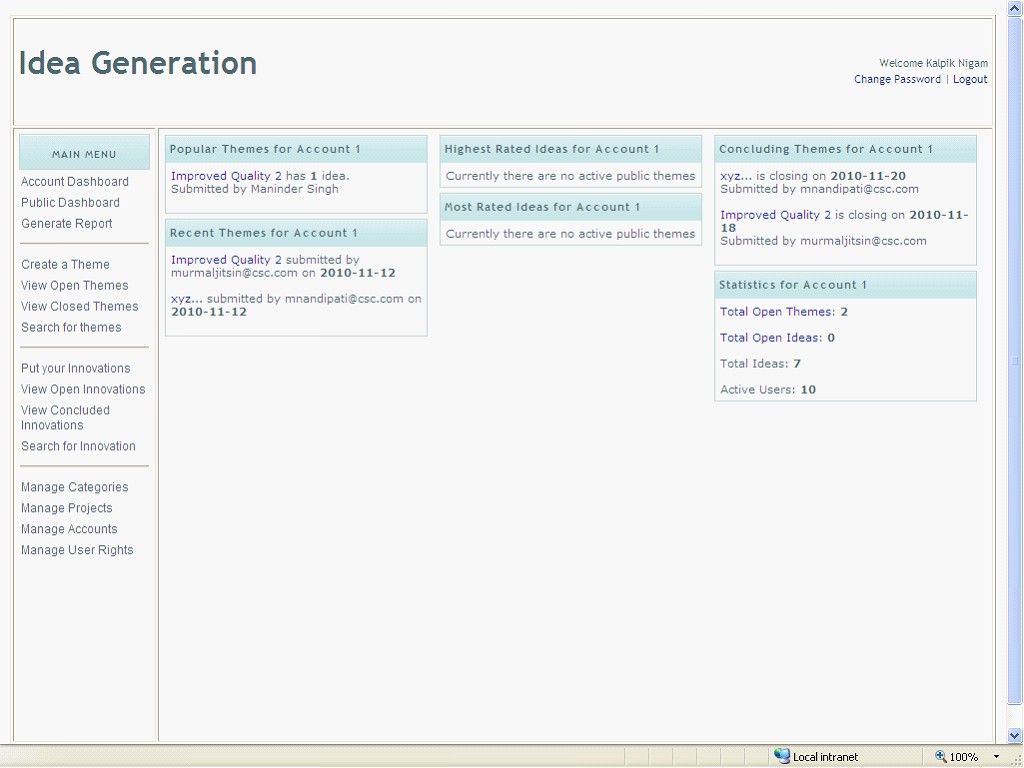 Idea Generation
Welcome Kalpik Nigam
Change Password | Logout
MAIN MENU
Account Dashboard
Public Dashboard
Generate Report
Create a Theme
View Open Themes
View Closed Themes
Search for themes
Put your Innovations
View Open Innovations
View Concluded
Innovations
Search for Innovation
Manage Categories
Manage Projects
Manage Accounts
Manage User Rights
Popular Themes for Account 1
Improved Quality 2 has 1 idea.
Submitted by Maninder Singh
Recent Themes for Account 1
Improved Quality 2 submitted by
murmaljitsin@csc.com on 2010-11-12
xyz... submitted by mnandipati@csc.com on
2010-11-12
Highest Rated Ideas for Account 1
Currently there are no active public themes
Most Rated Ideas for Account 1
Currently there are no active public themes
Concluding Themes for Account 1
xyz... is closing on 2010-11-20
Submitted by mnandipati@csc.com
Improved Quality 2 is closing on 2010-11-
18
Submitted by murmaljitsin@csc.com
Statistics for Account 1
Total Open Themes: 2
Total Open Ideas: 0
Total Ideas: 7
Active Users: 10
Local intranet
100%